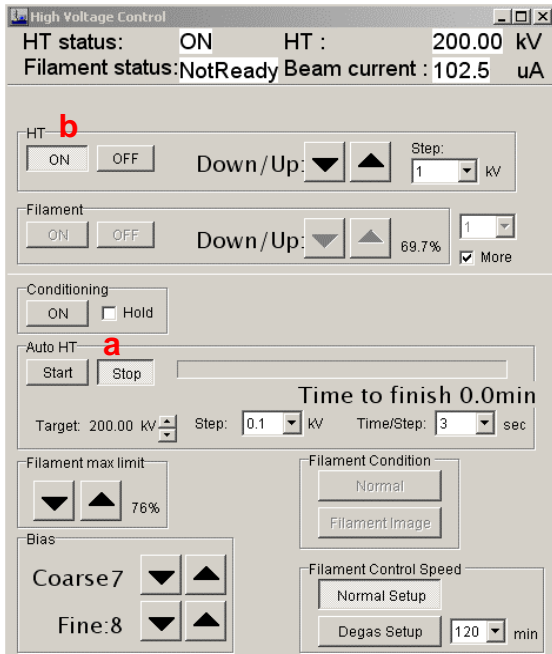 High Voltage Control
HT status: ON HT : 200.00 kV
Filament status: NotReady Beam current : 102.5 uA
HT b
ON OFF Down/Up: Step: 1 kV
Filament
ON OFF Down/Up: 69.7% 1 More
Conditioning
ON Hold
Auto HT a
Start Stop
Time to finish 0.0min
Target: 200.00 kV Step: 0.1 kV Time/Step: 3 sec
Filament max limit
76%
Filament Condition
Normal
Filament Image
Bias
Coarse7
Fine:8
Filament Control Speed
Normal Setup
Degas Setup 120 min